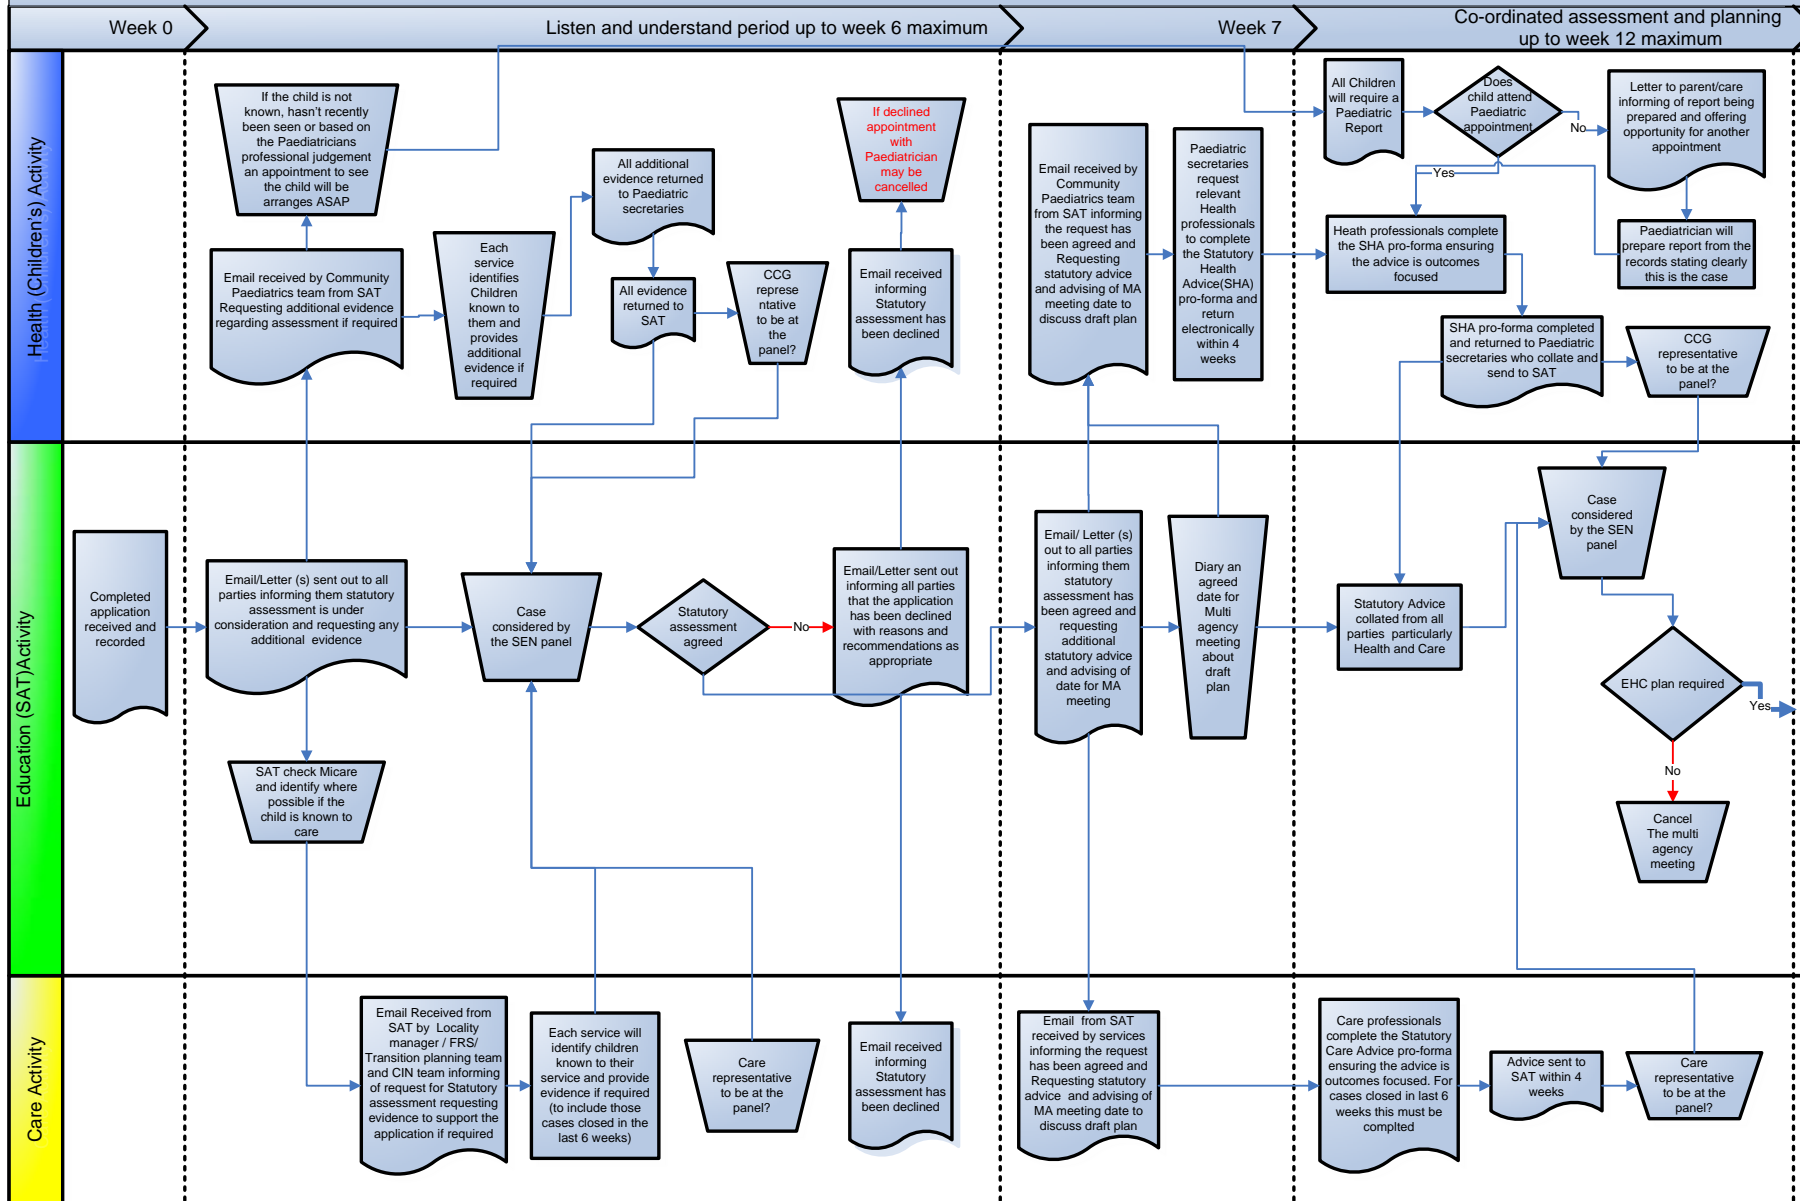 Week 0
Listen and understand period up to week 6 maximum
Week 7
Co-ordinated assessment and planning
up to week 12 maximum
Health (Children's) Activity
If the child is not
known, hasn't recently
been seen or based on
the Paediatricians
professional judgement
an appointment to see
the child will be
arranges ASAP
Email received by Community
Paediatrics team from SAT
Requesting additional evidence
regarding assessment if required
Each
service
identifies
Children
known to
them and
provides
additional
evidence if
required
All additional
evidence returned
to Paediatric
secretaries
All evidence
returned to
SAT
CCG
represe
ntative
to be at
the
panel?
If declined
appointment
with
Paediatrician
may be
cancelled
Email received
informing
Statutory
assessment has
been declined
Email received by
Community
Paediatrics team
from SAT informing
the request has
been agreed and
Requesting
statutory advice
and advising of MA
meeting date to
discuss draft plan
Paediatric
secretaries
request
relevant
Health
professionals
to complete
the Statutory
Health
Advice(SHA)
pro-forma and
return
electronically
within 4
weeks
All Children
will require a
Paediatric
Report
Does
child attend
Paediatric
appointment
No
Yes
Letter to parent/care
informing of report being
prepared and offering
opportunity for another
appointment
Heath professionals complete
the SHA pro-forma ensuring
the advice is outcomes
focused
Paediatrician will
prepare report from the
records stating clearly
this is the case
SHA pro-forma completed
and returned to Paediatric
secretaries who collate and
send to SAT
CCG
representative
to be at the
panel?
Education (SAT)Activity
Completed
application
received and
recorded
Email/Letter (s) sent out to all
parties informing them statutory
assessment is under
consideration and requesting any
additional evidence
SAT check Micare
and identify where
possible if the
child is known to
care
Case
considered by
the SEN panel
Statutory
assessment
agreed
No
Email/Letter sent out
informing all parties
that the application
has been declined
with reasons and
recommendations as
appropriate
Email/ Letter (s)
out to all parties
informing them
statutory
assessment has
been agreed and
requesting
additional
statutory advice
and advising of
date for MA
meeting
Diary an
agreed
date for
Multi
agency
meeting
about
draft
plan
Statutory Advice
collated from all
parties particularly
Health and Care
Case
considered
by the SEN
panel
EHC plan required
Yes
No
Cancel
The multi
agency
meeting
Care Activity
Email Received from
SAT by Locality
manager / FRS/
Transition planning team
and CIN team informing
of request for Statutory
assessment requesting
evidence to support the
application if required
Each service will
identify children
known to their
service and provide
evidence if required
(to include those
cases closed in the
last 6 weeks)
Care
representative
to be at the
panel?
Email received
informing
Statutory
assessment has
been declined
Email from SAT
received by services
informing the request
has been agreed and
Requesting statutory
advice and advising of
MA meeting date to
discuss draft plan
Care professionals
complete the Statutory
Care Advice pro-forma
ensuring the advice is
outcomes focused. For
cases closed in last 6
weeks this must be
complted
Advice sent to
SAT within 4
weeks
Care
representative
to be at the
panel?